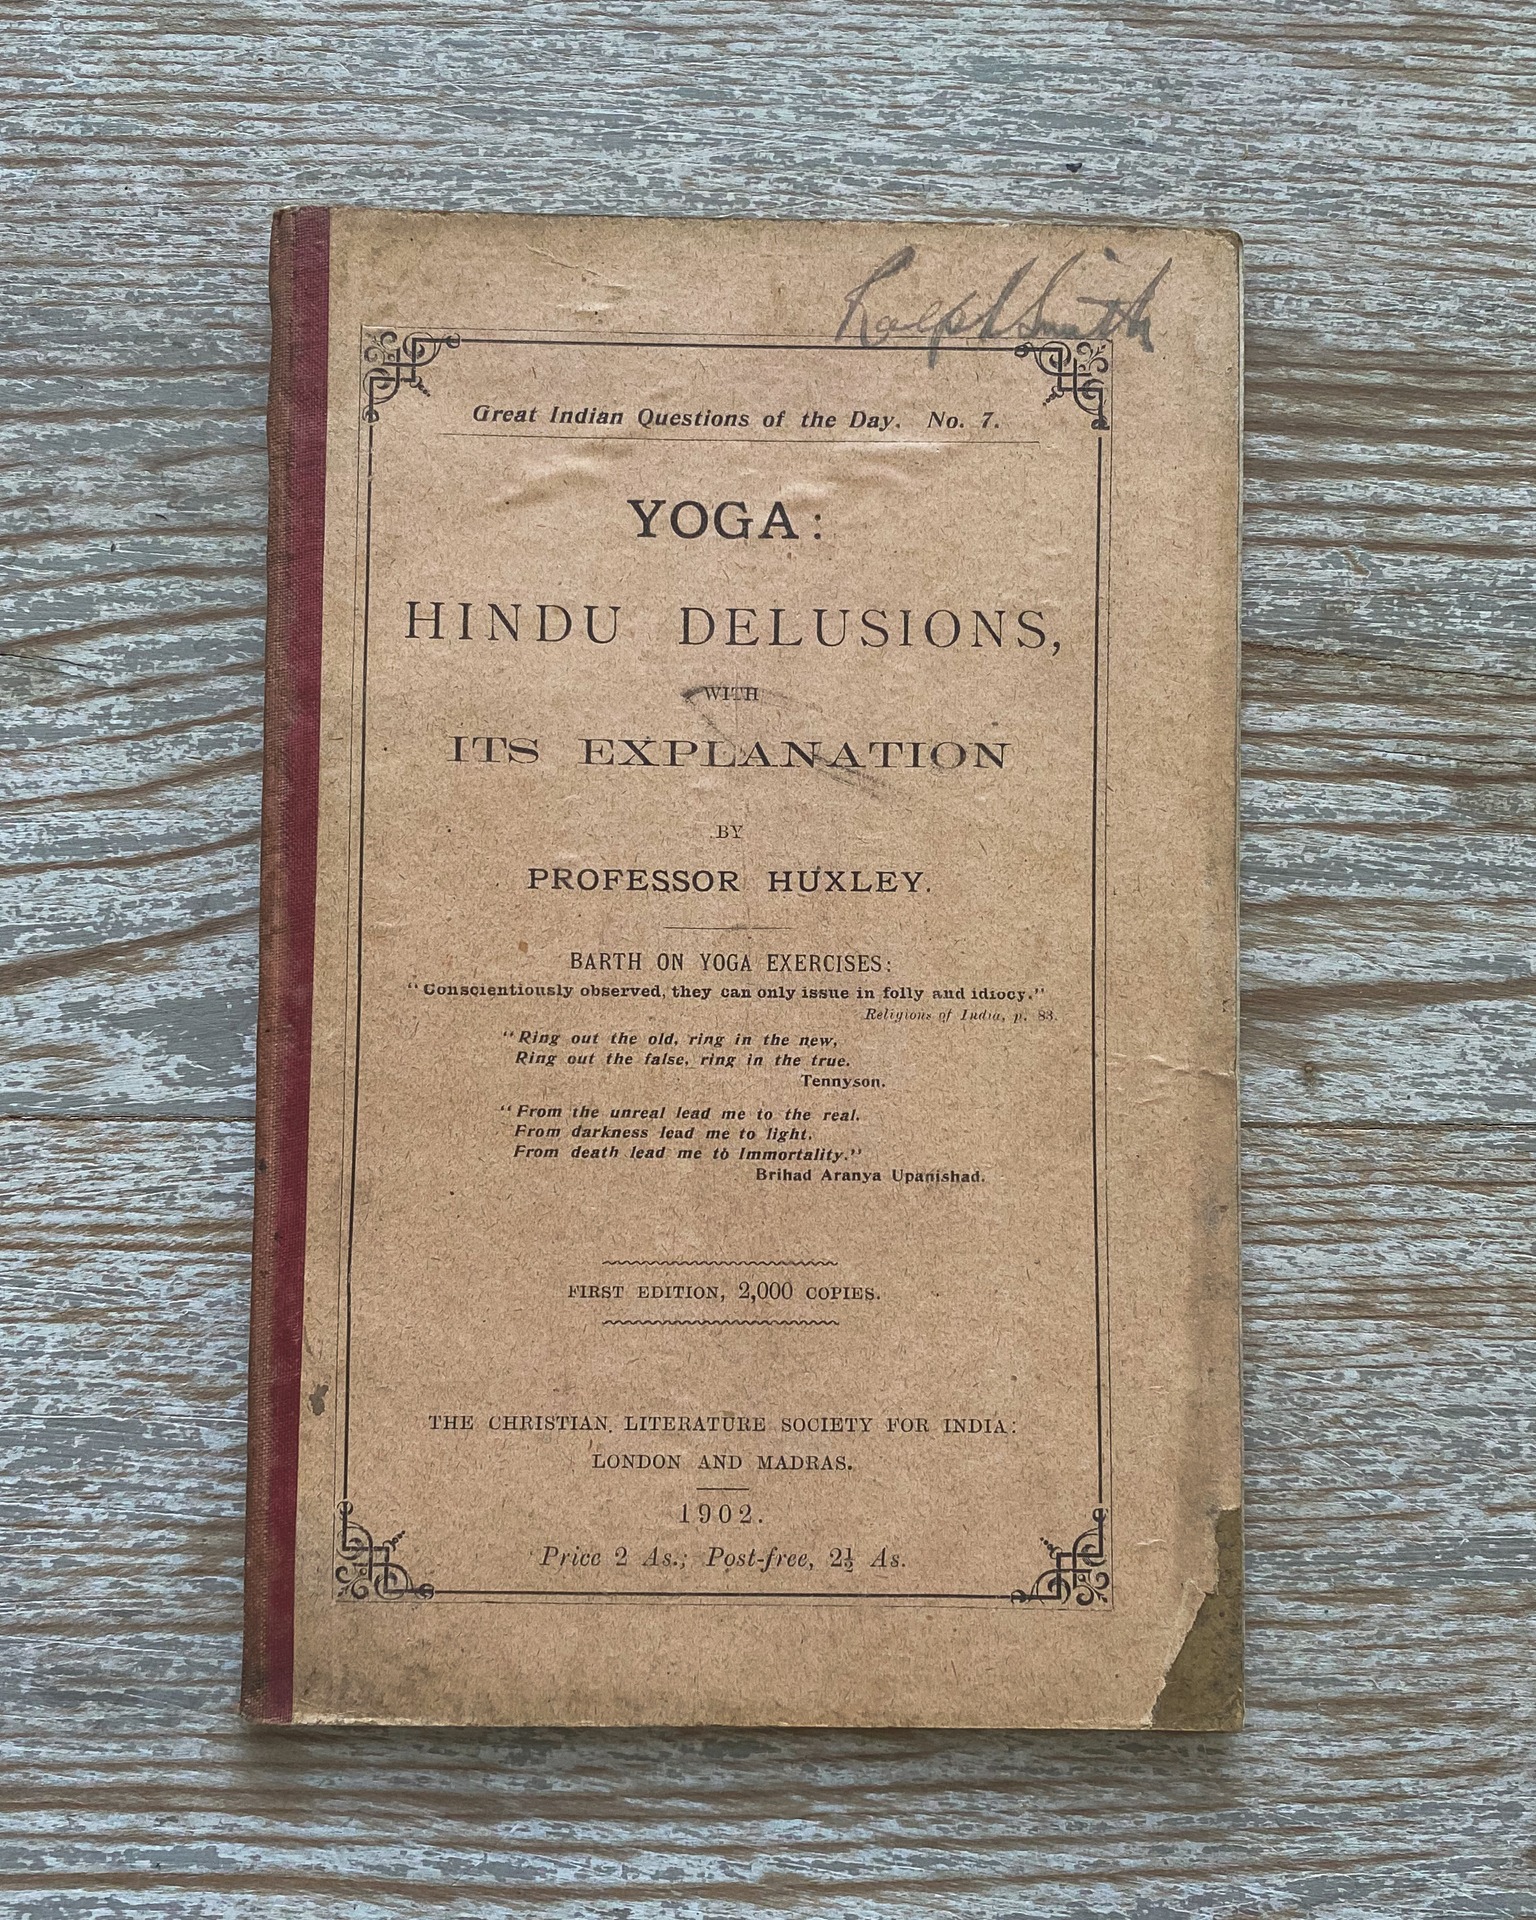 Ralph Smith
Great Indian Questions of the Day. No. 7.
YOGA:
HINDU DELUSIONS,
WITH
ITS EXPLANATION
BY
PROFESSOR HUXLEY.
BARTH ON YOGA EXERCISES:
“Conscientiously observed, they can only issue in folly and idiocy.”
Religions of India, p. 83.
“Ring out the old, ring in the new,
Ring out the false, ring in the true.
Tennyson.
“From the unreal lead me to the real.
From darkness lead me to light.
From death lead me to Immortality.”
Brihad Aranya Upanishad.
FIRST EDITION, 2,000 COPIES.
THE CHRISTIAN LITERATURE SOCIETY FOR INDIA:
LONDON AND MADRAS.
1902.
Price 2 As.; Post-free, 2½ As.